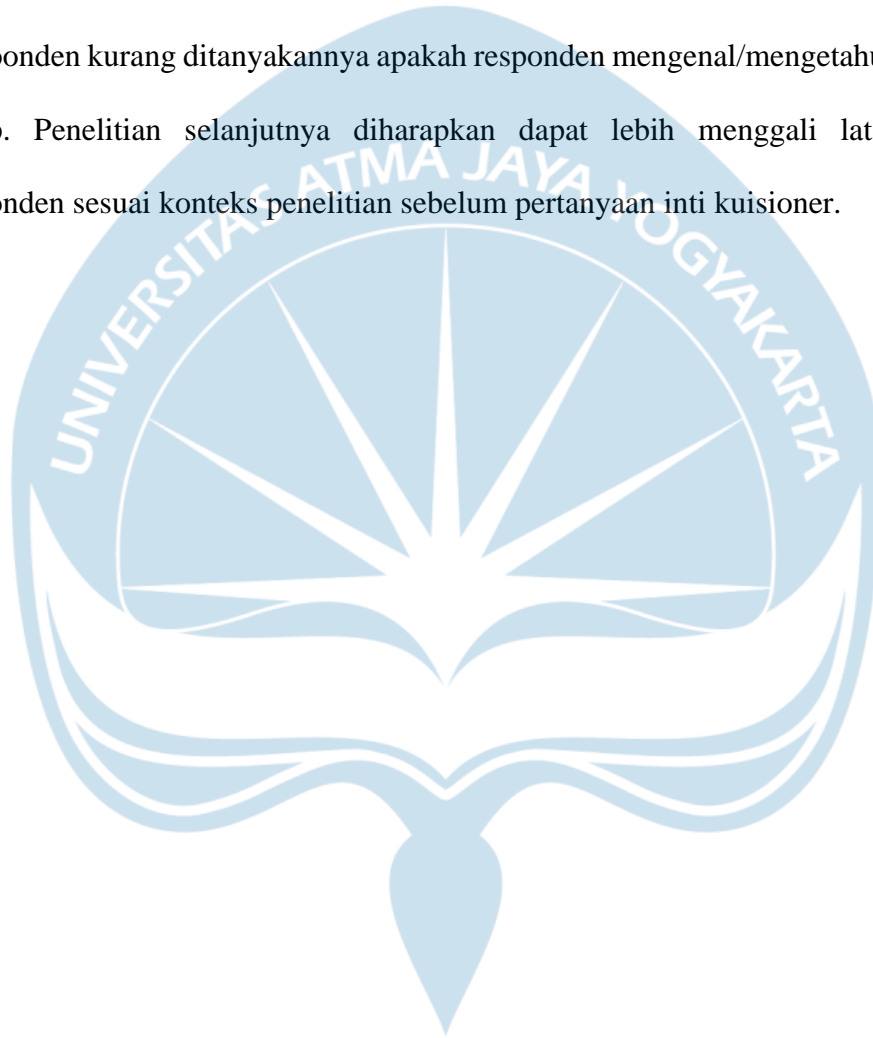 onden kurang ditanyakannya apakah responden mengenal/mengetahu
. Penelitian selanjutnya diharapkan dapat lebih menggali lat
nden sesuai konteks penelitian sebelum pertanyaan inti kuisioner.
UNIVERSITAS ATMA JAYA YOGYAKARTA